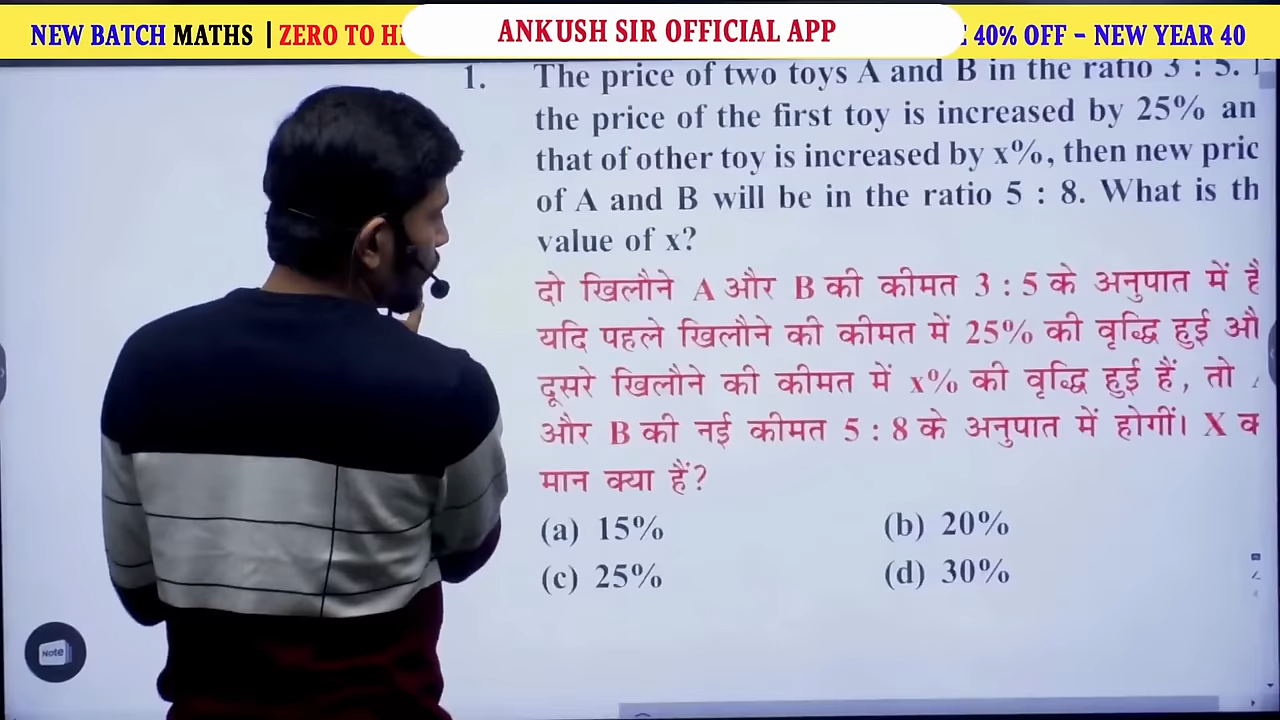 NEW BATCH MATHS | ZERO TO
ANKUSH SIR OFFICIAL APP
40% OFF - NEW YEAR 40
1. The price of two toys A and B in the ratio 3 : 5.
the price of the first toy is increased by 25% an
that of other toy is increased by x%, then new pric
of A and B will be in the ratio 5 : 8. What is th
value of x?
दो खिलौने A और B की कीमत 3 : 5 के अनुपात में है
यदि पहले खिलौने की कीमत में 25% की वृद्धि हुई औ
दूसरे खिलौने की कीमत में x% की वृद्धि हुई हैं, तो
और B की नई कीमत 5 : 8 के अनुपात में होगीं। X क
मान क्या हैं?
(a) 15% (b) 20%
(c) 25% (d) 30%
Note